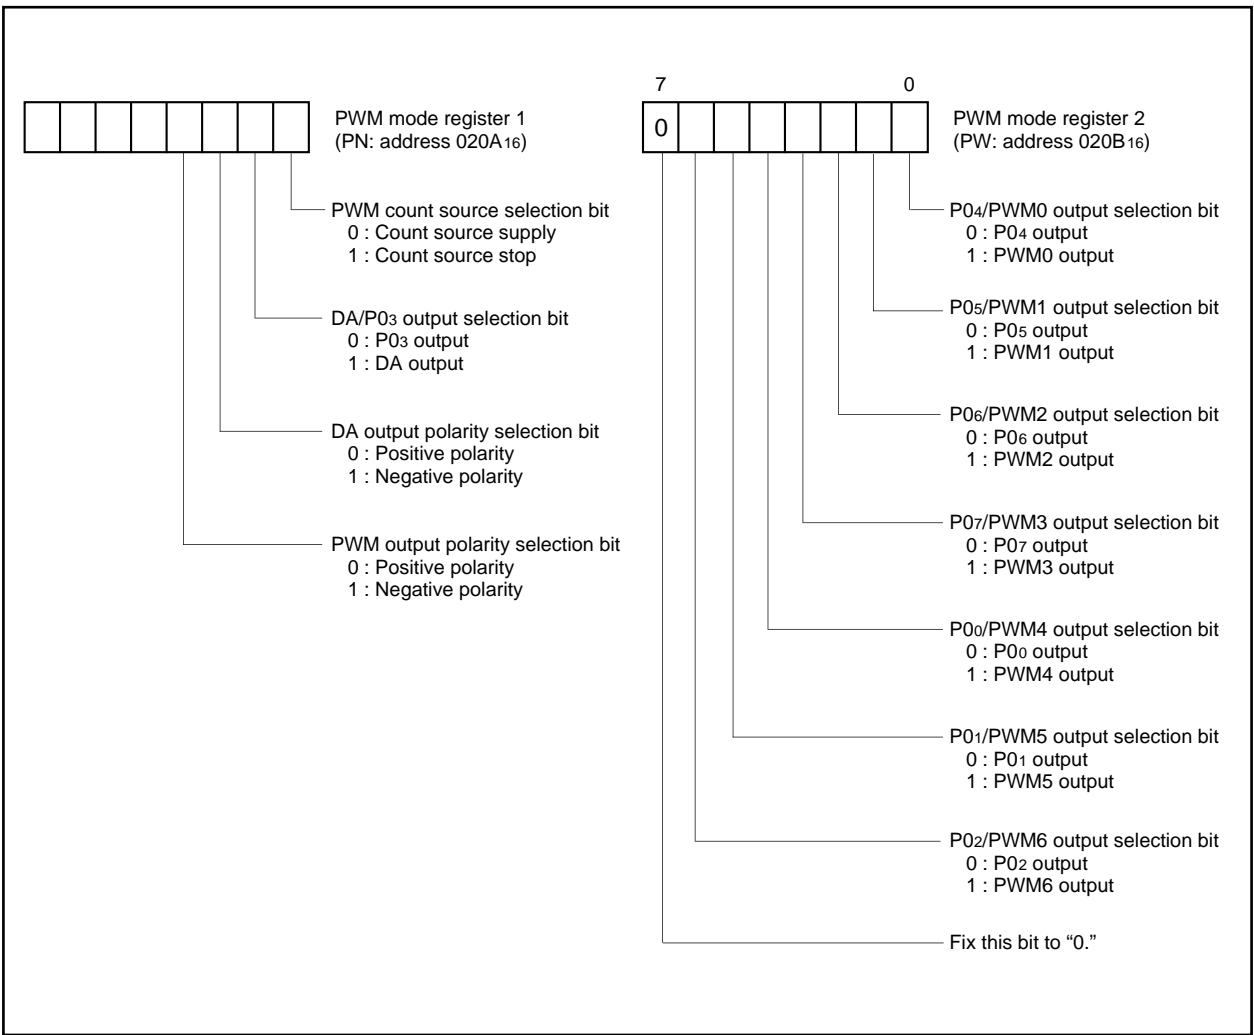 PWM mode register 1
(PN: address 020A16)
PWM count source selection bit
0 : Count source supply
1 : Count source stop
DA/P03 output selection bit
0 : P03 output
1 : DA output
DA output polarity selection bit
0 : Positive polarity
1 : Negative polarity
PWM output polarity selection bit
0 : Positive polarity
1 : Negative polarity
7 0
0
PWM mode register 2
(PW: address 020B16)
P04/PWM0 output selection bit
0 : P04 output
1 : PWM0 output
P05/PWM1 output selection bit
0 : P05 output
1 : PWM1 output
P06/PWM2 output selection bit
0 : P06 output
1 : PWM2 output
P07/PWM3 output selection bit
0 : P07 output
1 : PWM3 output
P00/PWM4 output selection bit
0 : P00 output
1 : PWM4 output
P01/PWM5 output selection bit
0 : P01 output
1 : PWM5 output
P02/PWM6 output selection bit
0 : P02 output
1 : PWM6 output
Fix this bit to “0.”